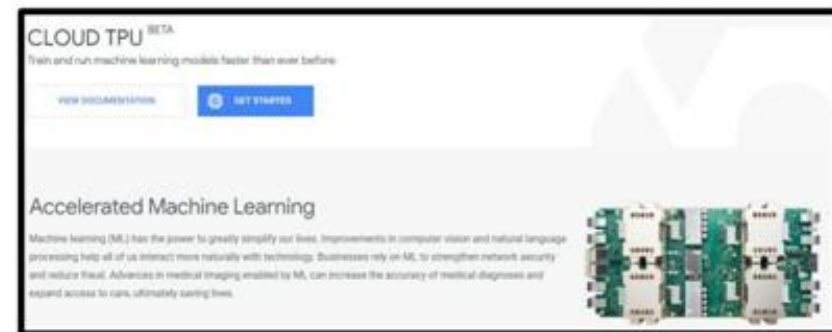 CLOUD TPU BETA
Train and run machine learning models faster than ever before.
VIEW DOCUMENTATION
GET STARTED
Accelerated Machine Learning
Machine learning (ML) has the power to greatly simplify our lives. Improvements in computer vision and natural language
processing help all of us interact more naturally with technology. Businesses rely on ML to strengthen network security
and reduce fraud. Advances in medical imaging enabled by ML can increase the accuracy of medical diagnoses and
expand access to care, ultimately saving lives.